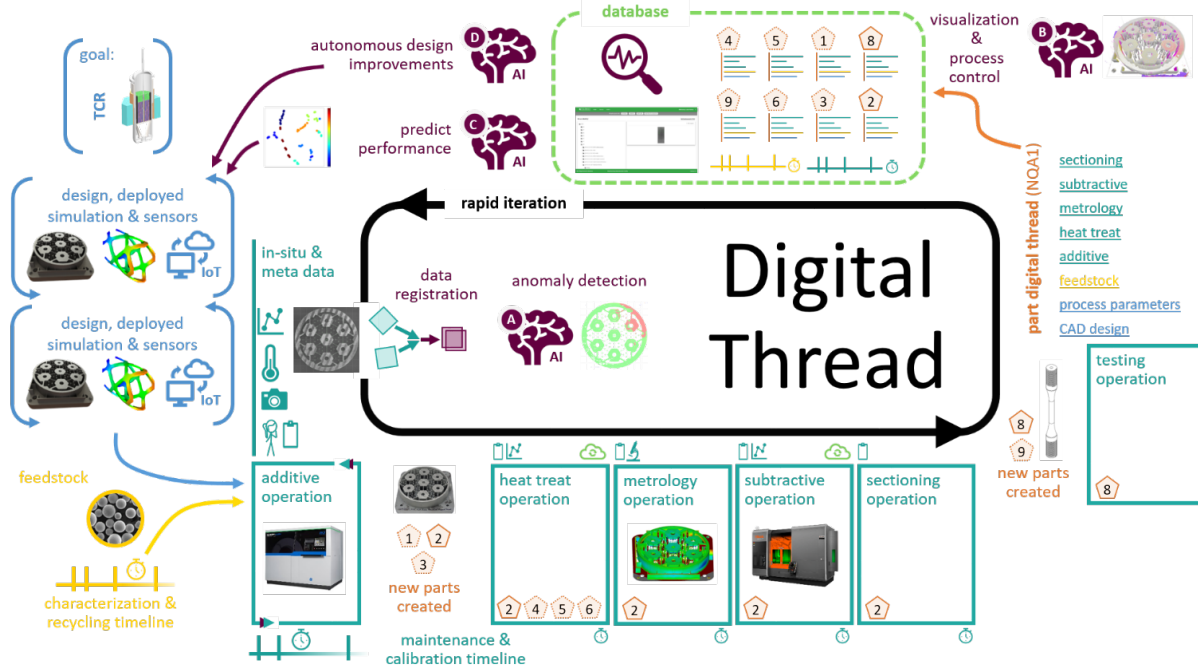 goal:
TCR
autonomous design
improvements
D
AI
predict
performance
C
AI
database
4
5
1
8
9
6
3
2
visualization
&
process
control
B
AI
part digital thread (NQA1)
sectioning
subtractive
metrology
heat treat
additive
feedstock
process parameters
CAD design
design, deployed
simulation & sensors
IoT
design, deployed
simulation & sensors
IoT
rapid iteration
in-situ &
meta data
data
registration
anomaly detection
A
AI
Digital
Thread
feedstock
characterization &
recycling timeline
additive
operation
1
2
3
new parts
created
maintenance &
calibration timeline
heat treat
operation
2
4
5
6
metrology
operation
2
subtractive
operation
2
sectioning
operation
2
8
9
new parts
created
testing
operation
8